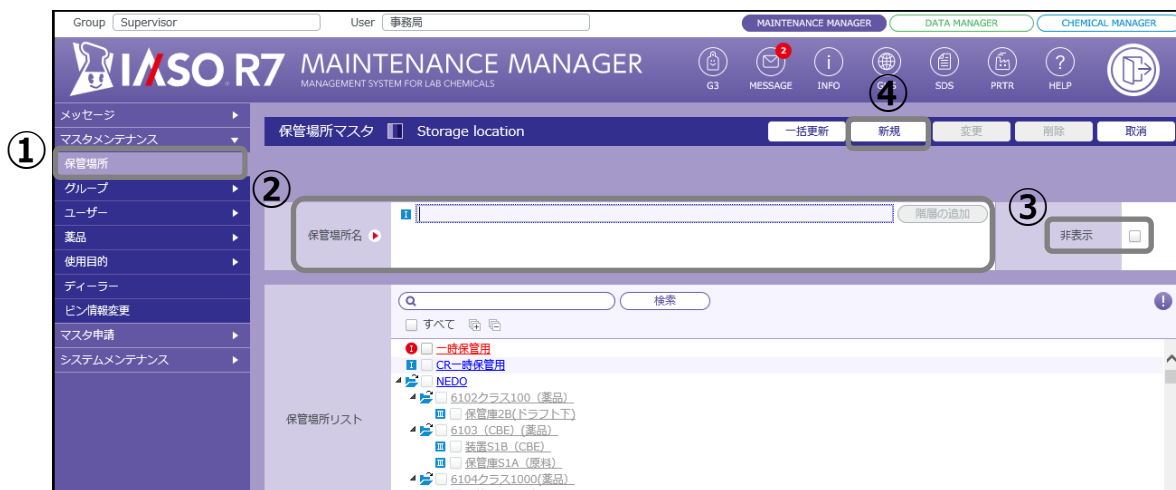 Group Supervisor User 事務局 MAINTENANCE MANAGER DATA MANAGER CHEMICAL MANAGER
IASO R7 MAINTENANCE MANAGER
MANAGEMENT SYSTEM FOR LAB CHEMICALS
2
G3 MESSAGE INFO SDS PRTR HELP
④
メッセージ
マスタメンテナンス
①
保管場所
グループ
ユーザー
薬品
使用目的
ディーラー
ビン情報変更
マスタ申請
システムメンテナンス
保管場所マスタ Storage location 一括更新 新規 変更 削除 取消
②
保管場所名 I 階層の追加
③
非表示
検索
すべて
保管場所リスト
I 一時保管用
I CR一時保管用
NEDO
6102クラス100（薬品）
III 保管庫2B(ドラフト下)
6103（CBE）(薬品)
III 装置S1B（CBE）
III 保管庫S1A（原料）
6104クラス1000(薬品)